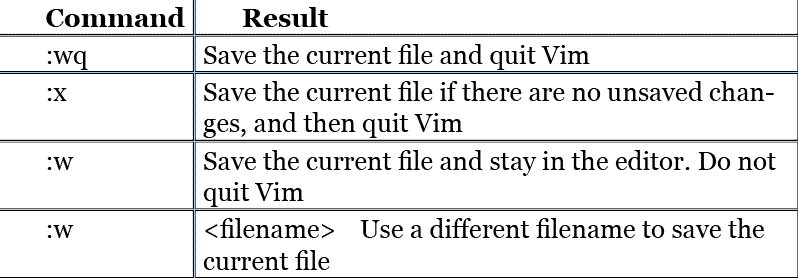 Command Result
:wq Save the current file and quit Vim
:x Save the current file if there are no unsaved chan-
ges, and then quit Vim
:w Save the current file and stay in the editor. Do not
quit Vim
:w <filename> Use a different filename to save the
current file